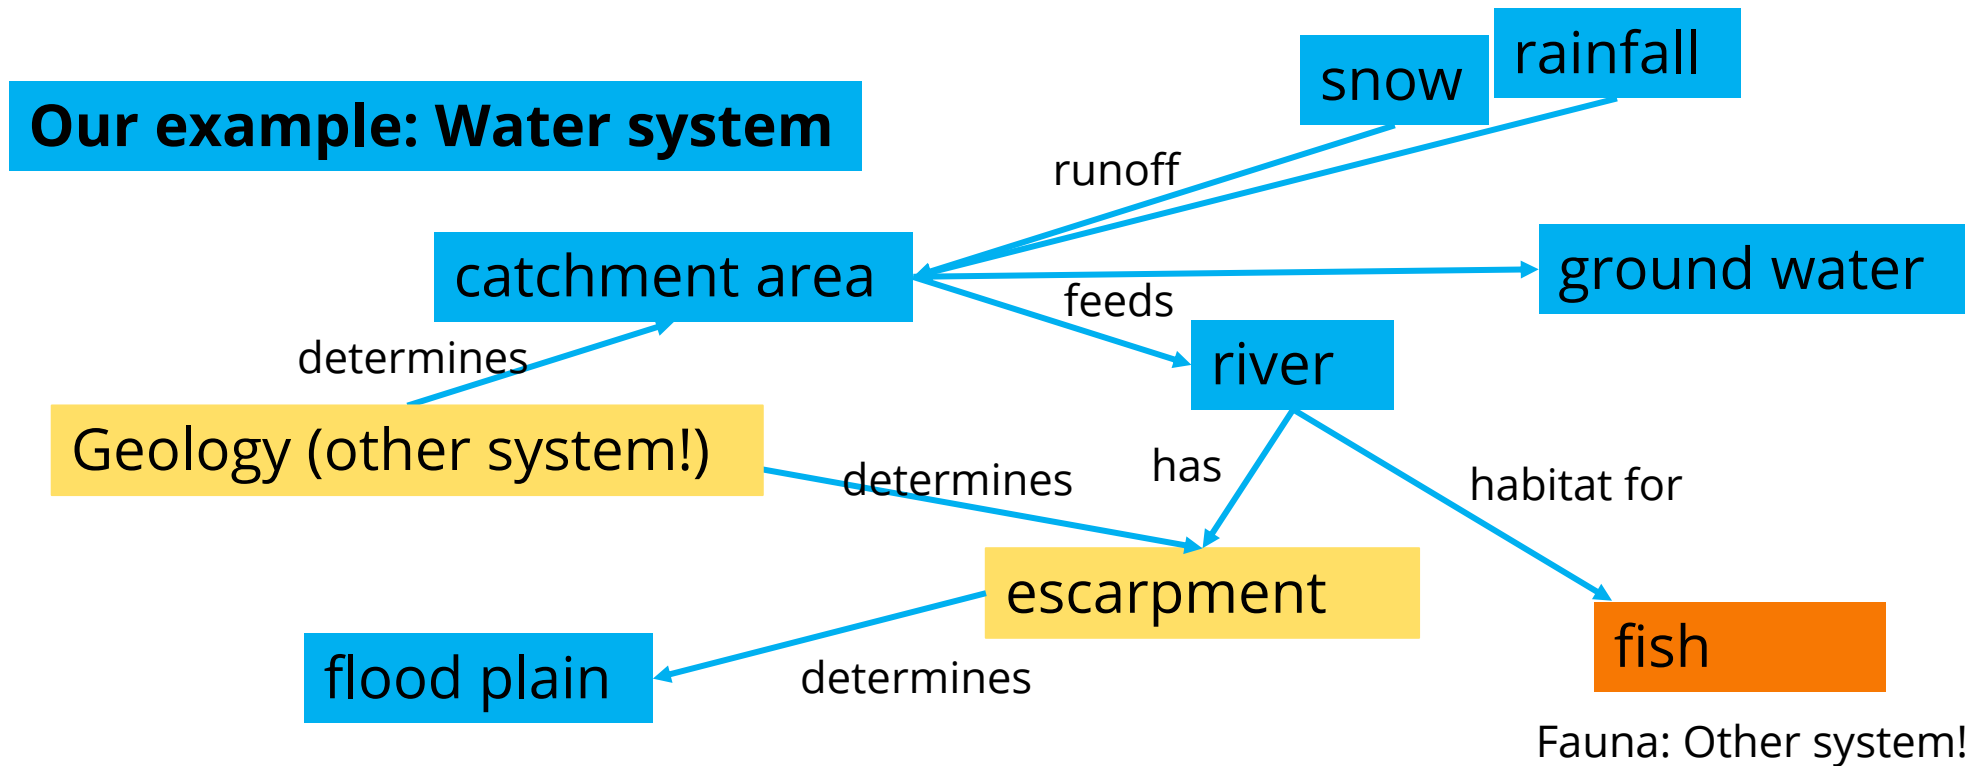 Our example: Water system
snow
rainfall
runoff
catchment area
ground water
feeds
river
determines
Geology (other system!)
determines
has
habitat for
escarpment
fish
flood plain
determines
Fauna: Other system!